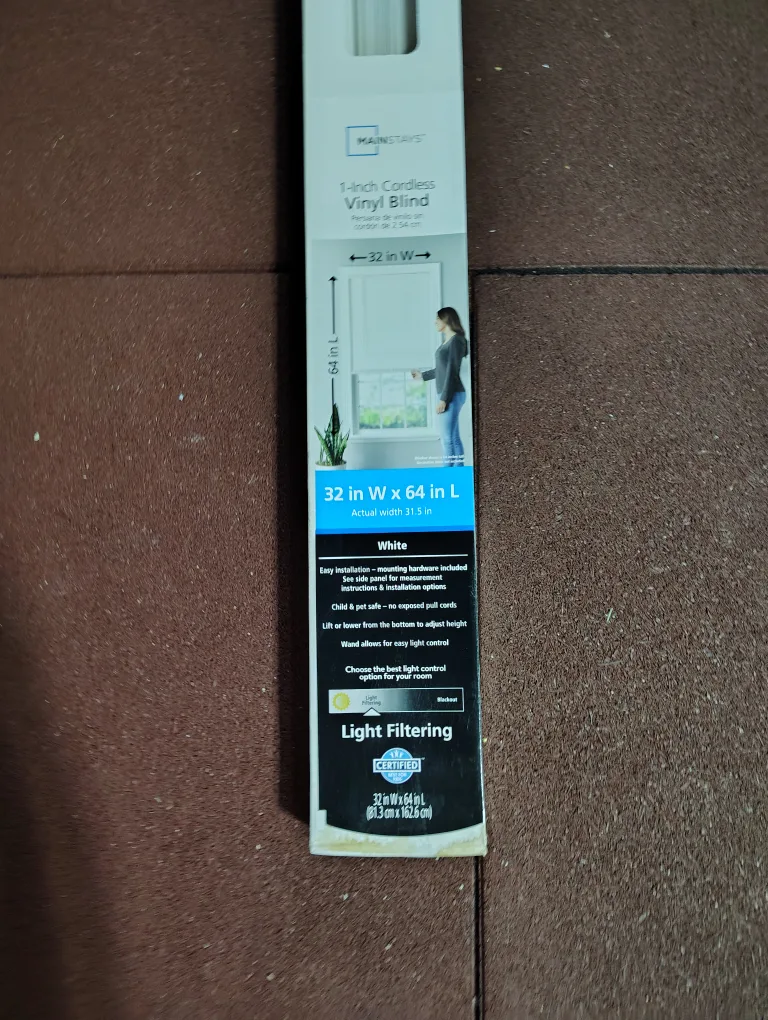 MAINSTAYS™
1-Inch Cordless
Vinyl Blind
Persiana de vinilo sin
cordón de 2.54 cm
32 in W
64 in L
32 in W x 64 in L
Actual width 31.5 in
White
Easy installation – mounting hardware included
See side panel for measurement
instructions & installation options
Child & pet safe – no exposed pull cords
Lift or lower from the bottom to adjust height
Wand allows for easy light control
Choose the best light control
option for your room
Light
Filtering
Blackout
Light Filtering
CERTIFIED
BEST FOR
KIDS
32 in W x 64 in L
(81.3 cm x 162.6 cm)